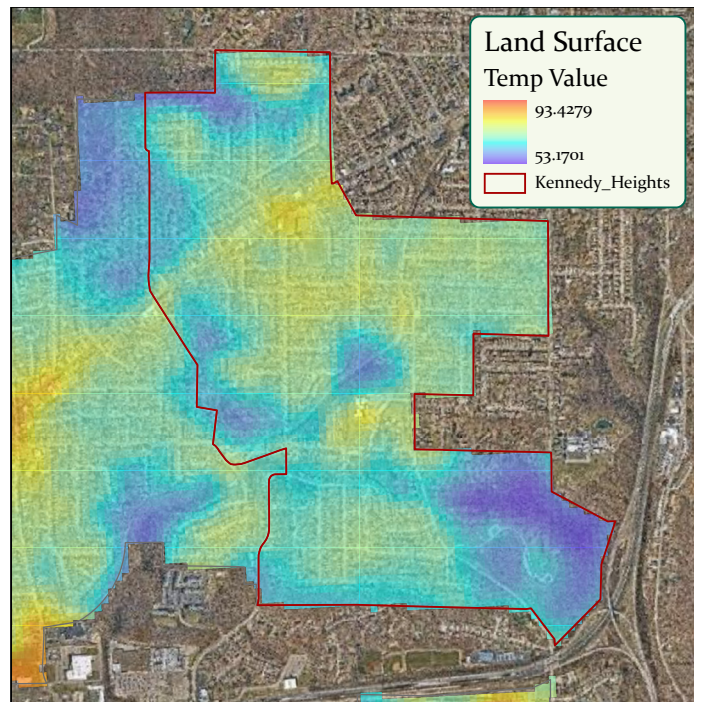 Land Surface
Temp Value
93.4279
53.1701
Kennedy_Heights